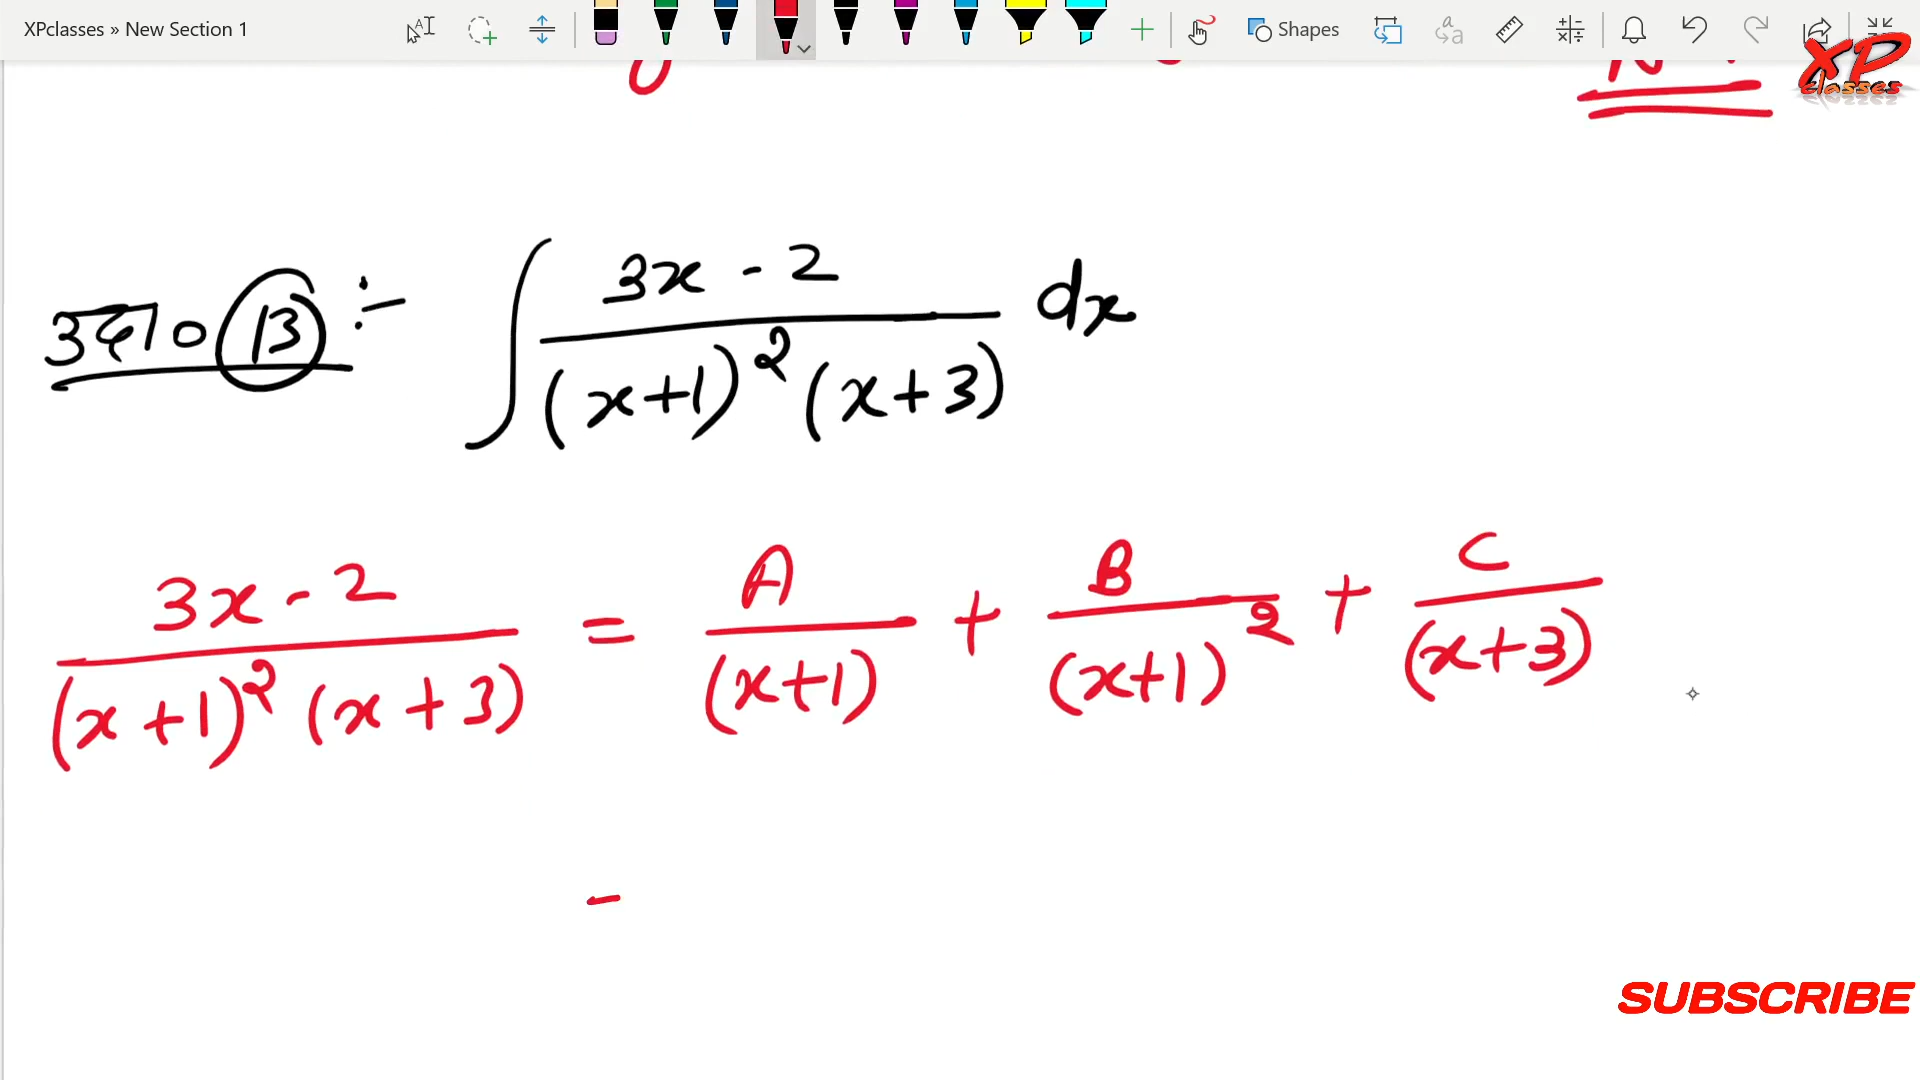 XPclasses » New Section 1
Shapes
XP
classes
उदा० 13 :-
∫ 3x - 2 / (x+1)² (x+3) dx
3x - 2 / (x+1)² (x+3) = A / (x+1) + B / (x+1)² + C / (x+3)
-
SUBSCRIBE